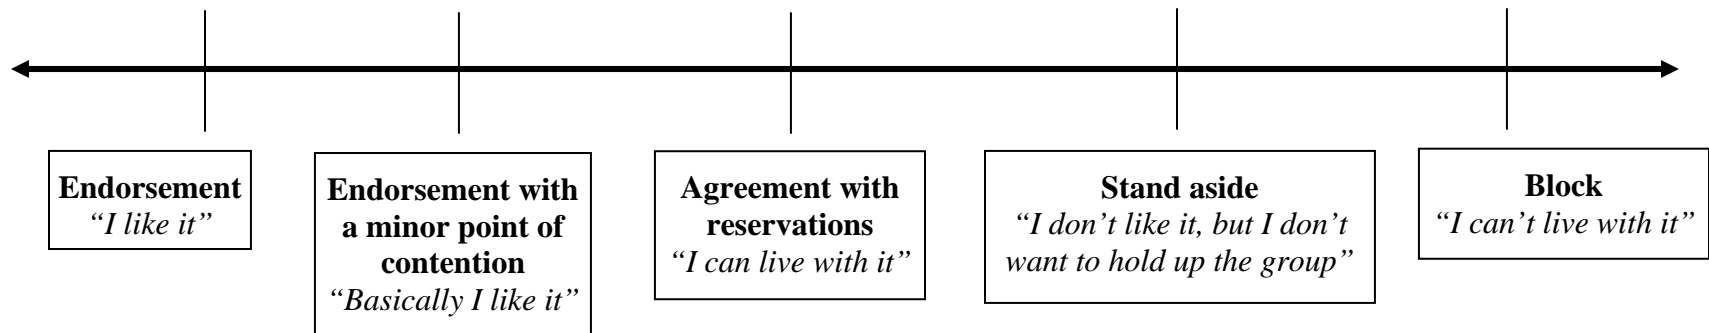 Endorsement
“I like it”
Endorsement with
a minor point of
contention
“Basically I like it”
Agreement with
reservations
“I can live with it”
Stand aside
“I don’t like it, but I don’t
want to hold up the group”
Block
“I can’t live with it”